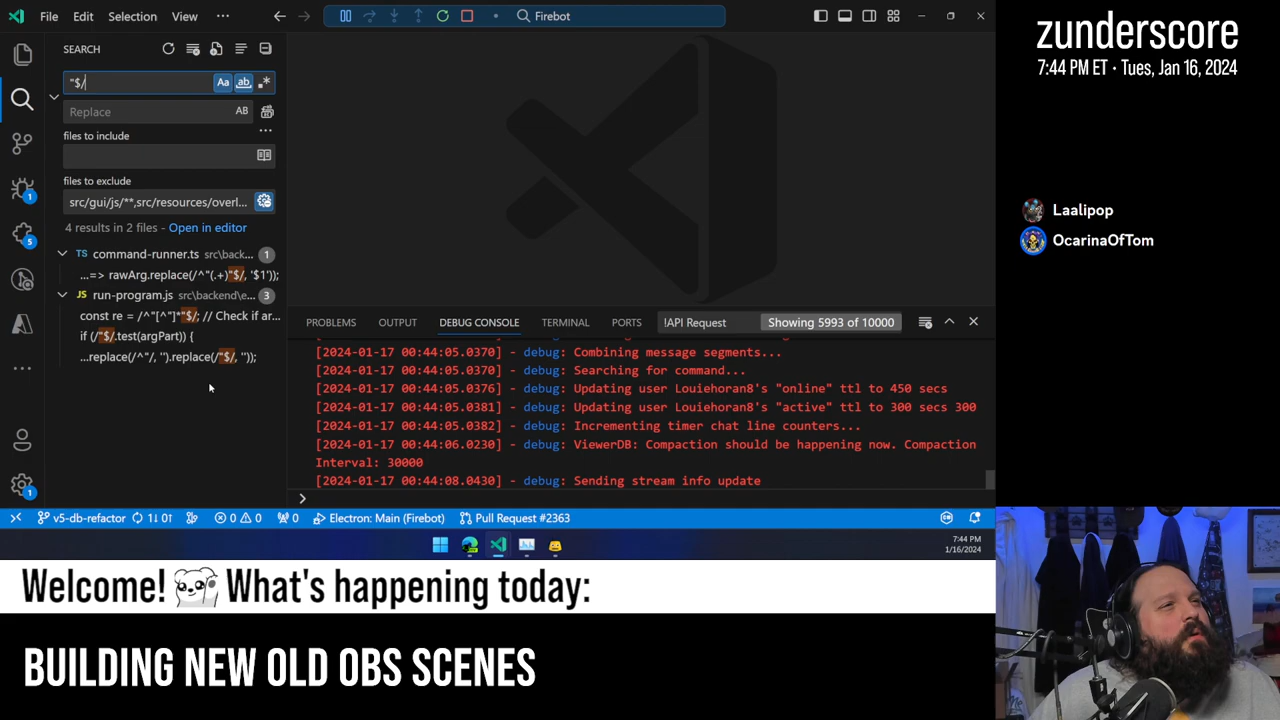 File Edit Selection View ··· Firebot
SEARCH
"$/
Aa ab .*
Replace AB
files to include
files to exclude
src/gui/js/**,src/resources/overl...
4 results in 2 files - Open in editor
TS command-runner.ts src\back... 1
...=> rawArg.replace(/^"(.+)"$/, '$1'));
JS run-program.js src\backend\e... 3
const re = /^"[^"]*"$/; // Check if ar...
if (/"$/.test(argPart)) {
...replace(/^"/, '').replace(/"$/, ''));
1
5
1
PROBLEMS OUTPUT DEBUG CONSOLE TERMINAL PORTS !API Request Showing 5993 of 10000
[2024-01-17 00:44:05.0370] - debug: Combining message segments...
[2024-01-17 00:44:05.0370] - debug: Searching for command...
[2024-01-17 00:44:05.0376] - debug: Updating user Louiehoran8's "online" ttl to 450 secs
[2024-01-17 00:44:05.0381] - debug: Updating user Louiehoran8's "active" ttl to 300 secs 300
[2024-01-17 00:44:05.0382] - debug: Incrementing timer chat line counters...
[2024-01-17 00:44:06.0230] - debug: ViewerDB: Compaction should be happening now. Compaction
Interval: 30000
[2024-01-17 00:44:08.0430] - debug: Sending stream info update
v5-db-refactor 1↓ 0↑ 0 0 0 Electron: Main (Firebot) Pull Request #2363
7:44 PM
1/16/2024
zunderscore
7:44 PM ET · Tues, Jan 16, 2024
Laalipop
OcarinaOfTom
Welcome! What's happening today:
BUILDING NEW OLD OBS SCENES